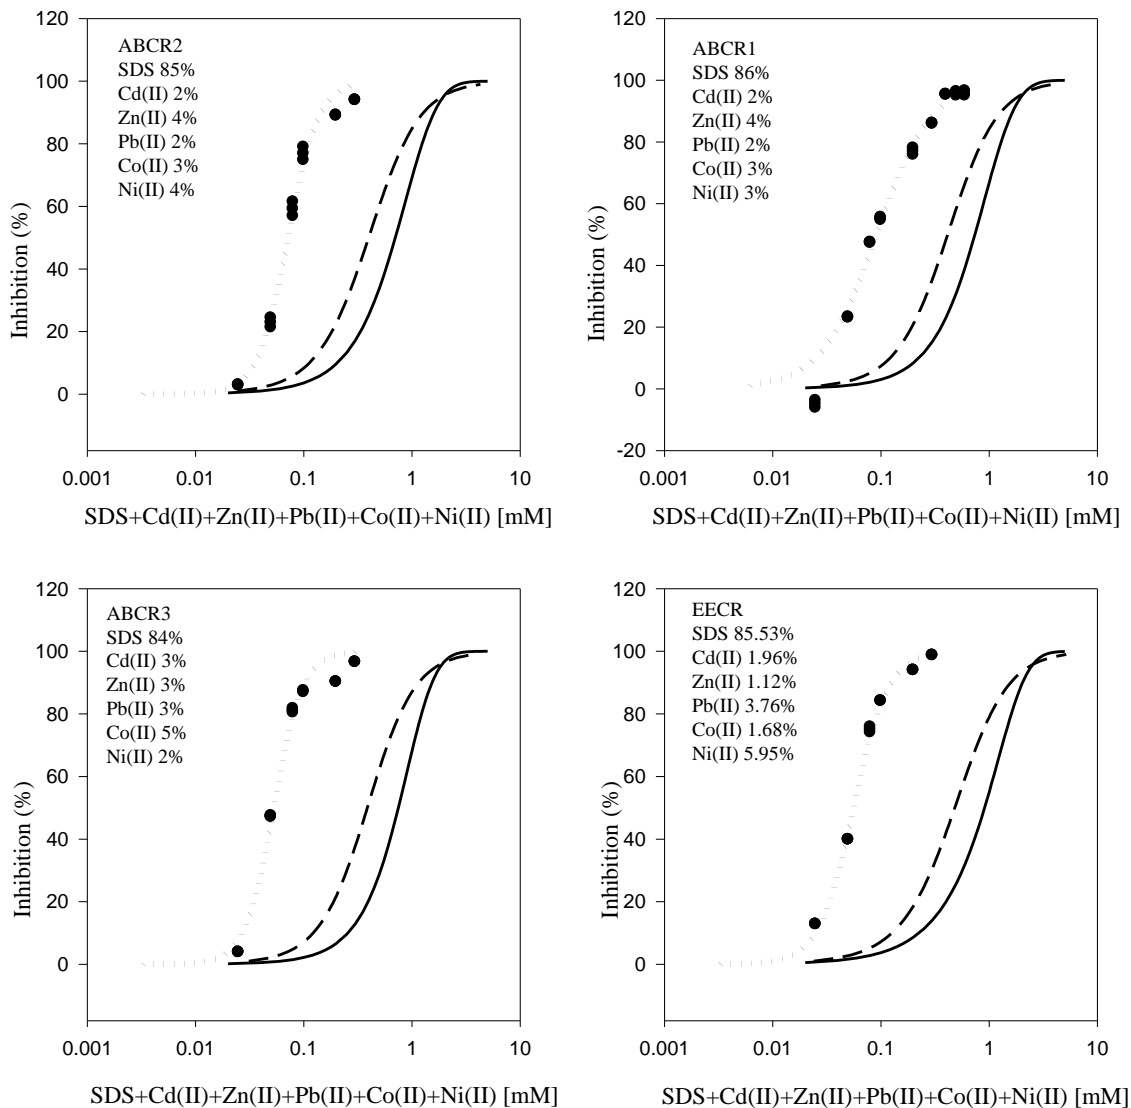 120
100
80
60
40
20
0
Inhibition (%)
ABCR2
SDS 85%
Cd(II) 2%
Zn(II) 4%
Pb(II) 2%
Co(II) 3%
Ni(II) 4%
0.001 0.01 0.1 1 10
SDS+Cd(II)+Zn(II)+Pb(II)+Co(II)+Ni(II) [mM]
120
100
80
60
40
20
0
-20
Inhibition (%)
ABCR1
SDS 86%
Cd(II) 2%
Zn(II) 4%
Pb(II) 2%
Co(II) 3%
Ni(II) 3%
0.001 0.01 0.1 1 10
SDS+Cd(II)+Zn(II)+Pb(II)+Co(II)+Ni(II) [mM]
120
100
80
60
40
20
0
Inhibition (%)
ABCR3
SDS 84%
Cd(II) 3%
Zn(II) 3%
Pb(II) 3%
Co(II) 5%
Ni(II) 2%
0.001 0.01 0.1 1 10
SDS+Cd(II)+Zn(II)+Pb(II)+Co(II)+Ni(II) [mM]
120
100
80
60
40
20
0
Inhibition (%)
EECR
SDS 85.53%
Cd(II) 1.96%
Zn(II) 1.12%
Pb(II) 3.76%
Co(II) 1.68%
Ni(II) 5.95%
0.001 0.01 0.1 1 10
SDS+Cd(II)+Zn(II)+Pb(II)+Co(II)+Ni(II) [mM]